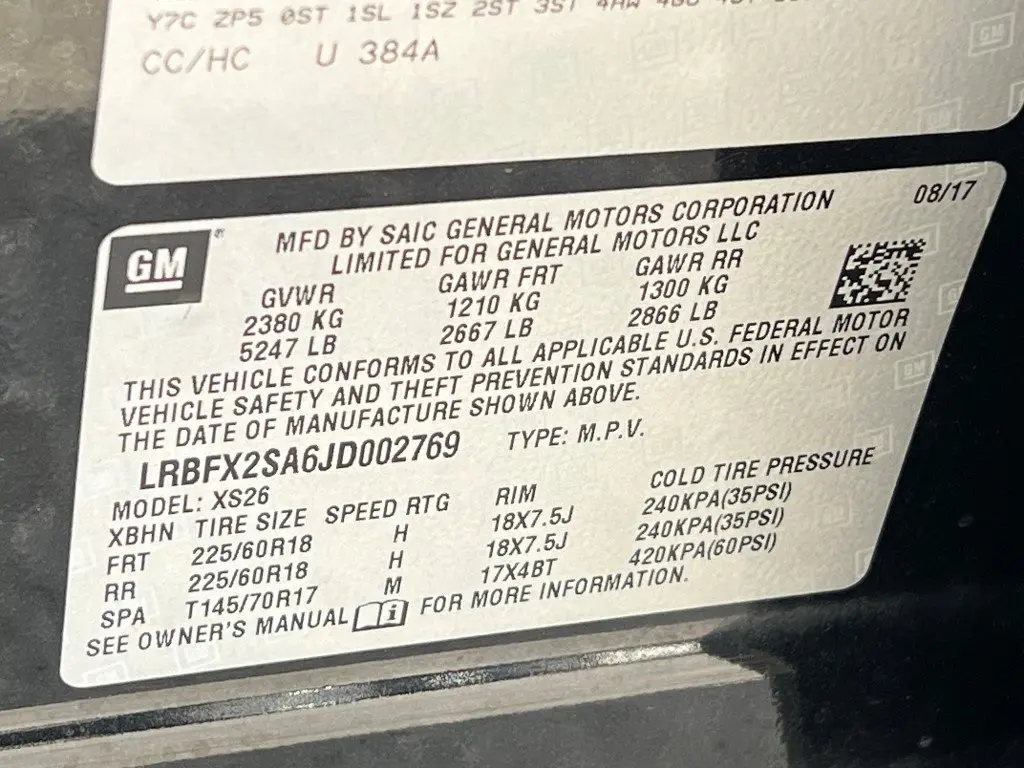 Y7C ZP5 0ST 1SL 1SZ 2ST 3ST
CC/HC U 384A
GM
08/17
MFD BY SAIC GENERAL MOTORS CORPORATION
LIMITED FOR GENERAL MOTORS LLC
GVWR GAWR FRT GAWR RR
2380 KG 1210 KG 1300 KG
5247 LB 2667 LB 2866 LB
THIS VEHICLE CONFORMS TO ALL APPLICABLE U.S. FEDERAL MOTOR
VEHICLE SAFETY AND THEFT PREVENTION STANDARDS IN EFFECT ON
THE DATE OF MANUFACTURE SHOWN ABOVE.
LRBFX2SA6JD002769 TYPE: M.P.V.
MODEL: XS26
XBHN TIRE SIZE SPEED RTG RIM COLD TIRE PRESSURE
FRT 225/60R18 H 18X7.5J 240KPA(35PSI)
RR 225/60R18 H 18X7.5J 240KPA(35PSI)
SPA T145/70R17 M 17X4BT 420KPA(60PSI)
SEE OWNER'S MANUAL FOR MORE INFORMATION.